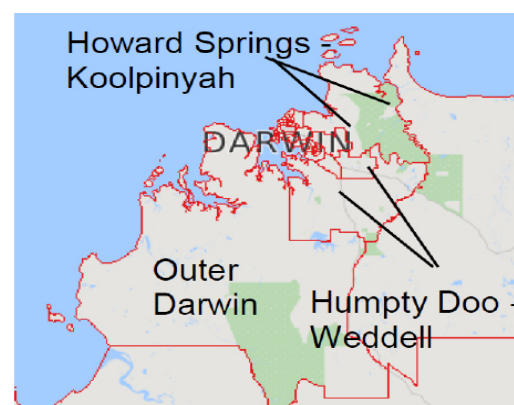 Howard Springs -
Koolpinyah
DARWIN
Outer
Darwin
Humpty Doo -
Weddell